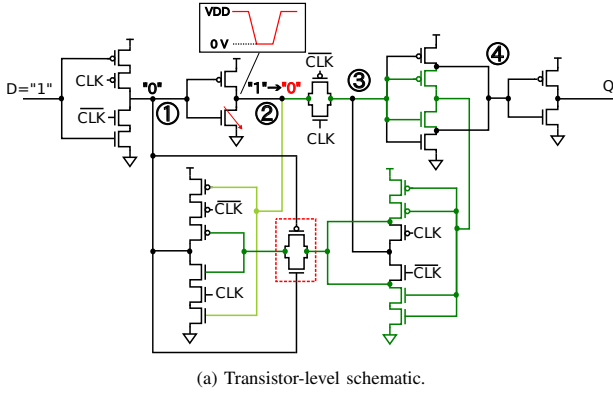 VDD
0 V
D="1"
CLK
CLK
"0"
①
"1"→"0"
②
CLK
CLK
③
④
Q
CLK
CLK
CLK
CLK
(a) Transistor-level schematic.